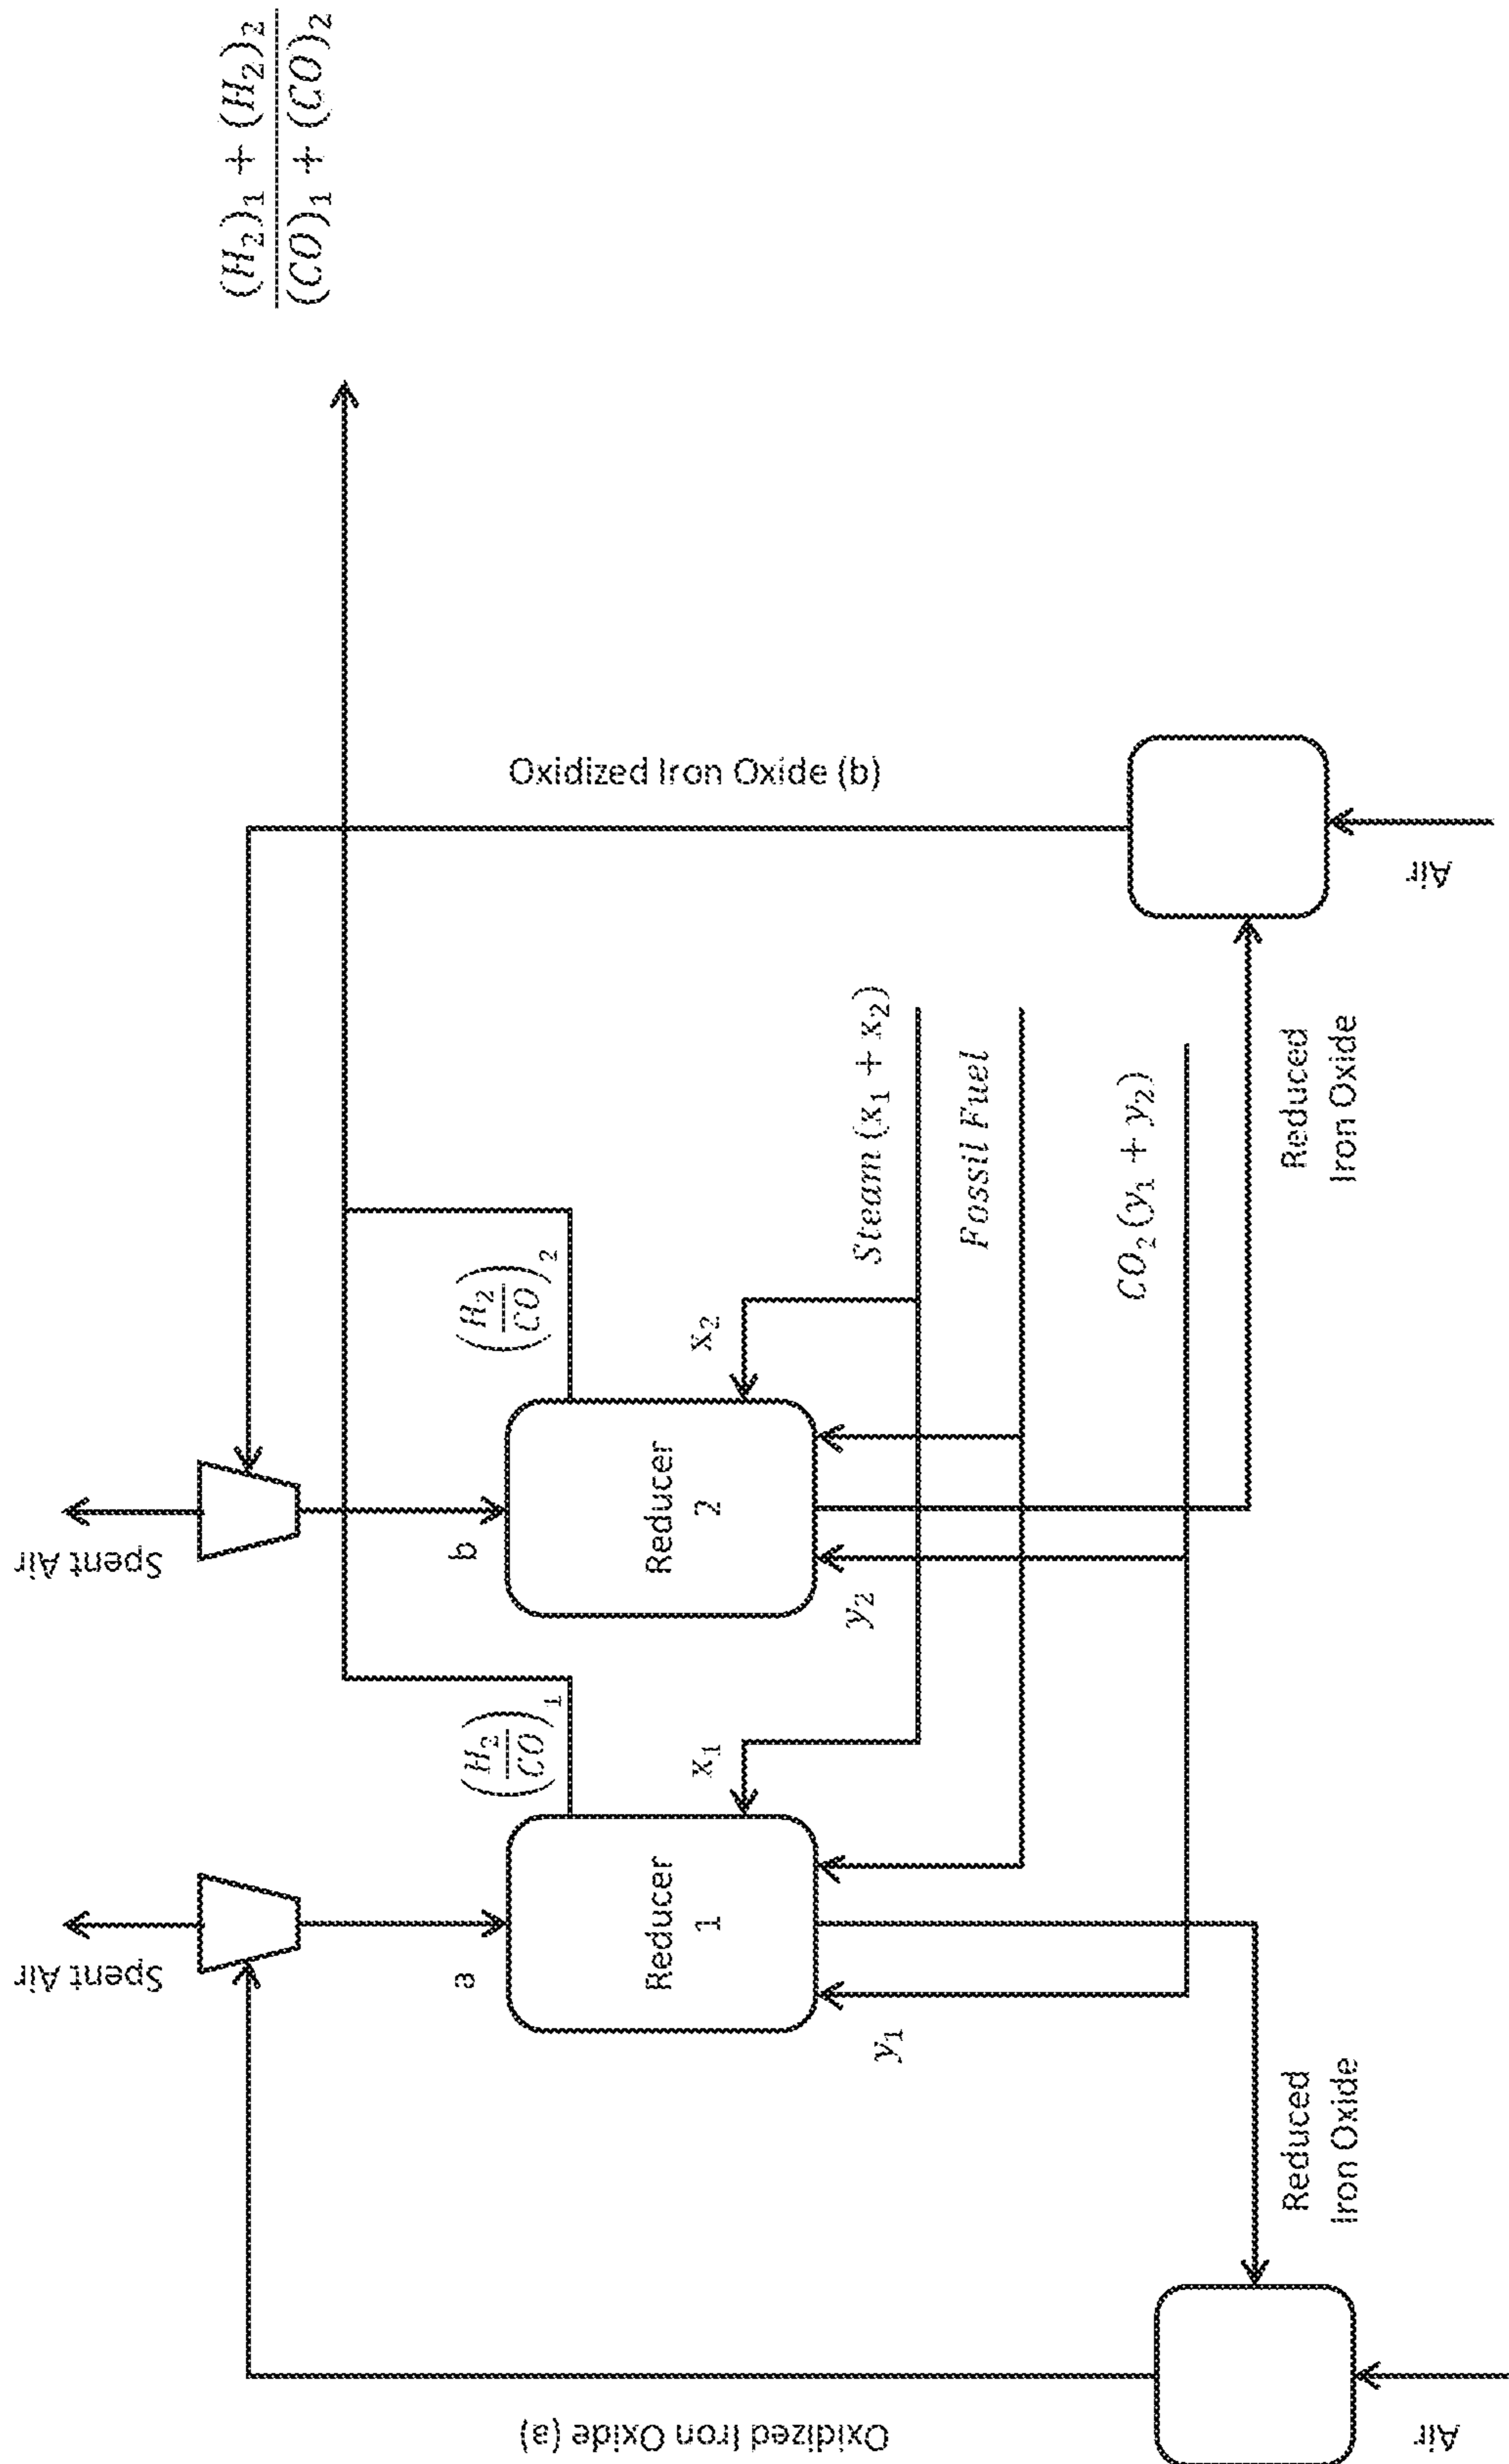 Spent Air
Spent Air
(H₂)₁ + (H₂)₂
(CO)₁ + (CO)₂
a
(H₂/CO)₁
b
(H₂/CO)₂
Oxidized Iron Oxide (a)
Reducer
1
x₁
Reducer
2
x₂
Oxidized Iron Oxide (b)
y₁
y₂
Steam (x₁ + x₂)
Fossil Fuel
CO₂ (y₁ + y₂)
Reduced
Iron Oxide
Reduced
Iron Oxide
Air
Air